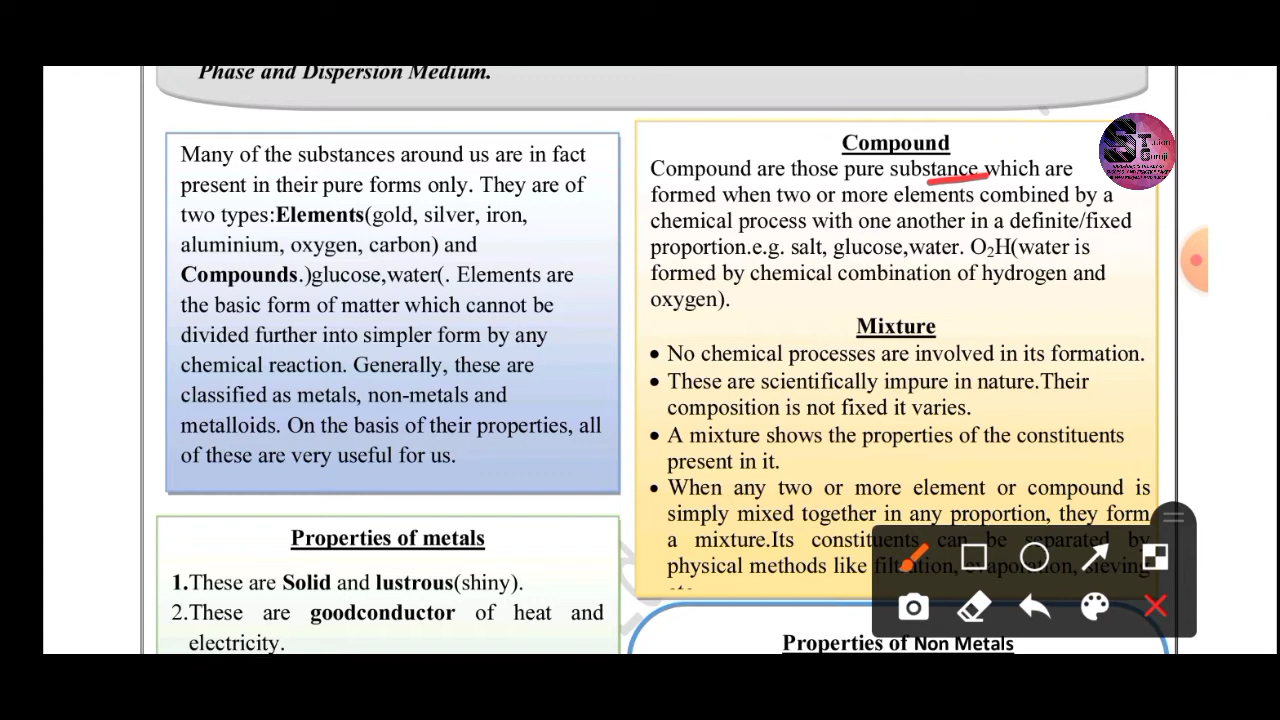 Phase and Dispersion Medium.
Many of the substances around us are in fact
present in their pure forms only. They are of
two types:Elements(gold, silver, iron,
aluminium, oxygen, carbon) and
Compounds.)glucose,water(. Elements are
the basic form of matter which cannot be
divided further into simpler form by any
chemical reaction. Generally, these are
classified as metals, non-metals and
metalloids. On the basis of their properties, all
of these are very useful for us.
Properties of metals
1.These are Solid and lustrous(shiny).
2.These are goodconductor of heat and
electricity.
Compound
Compound are those pure substance which are
formed when two or more elements combined by a
chemical process with one another in a definite/fixed
proportion.e.g. salt, glucose,water. O₂H(water is
formed by chemical combination of hydrogen and
oxygen).
Mixture
• No chemical processes are involved in its formation.
• These are scientifically impure in nature.Their
composition is not fixed it varies.
• A mixture shows the properties of the constituents
present in it.
• When any two or more element or compound is
simply mixed together in any proportion, they form
a mixture.Its constituents can be separated by
physical methods like filtration, evaporation, sieving
Properties of Non Metals